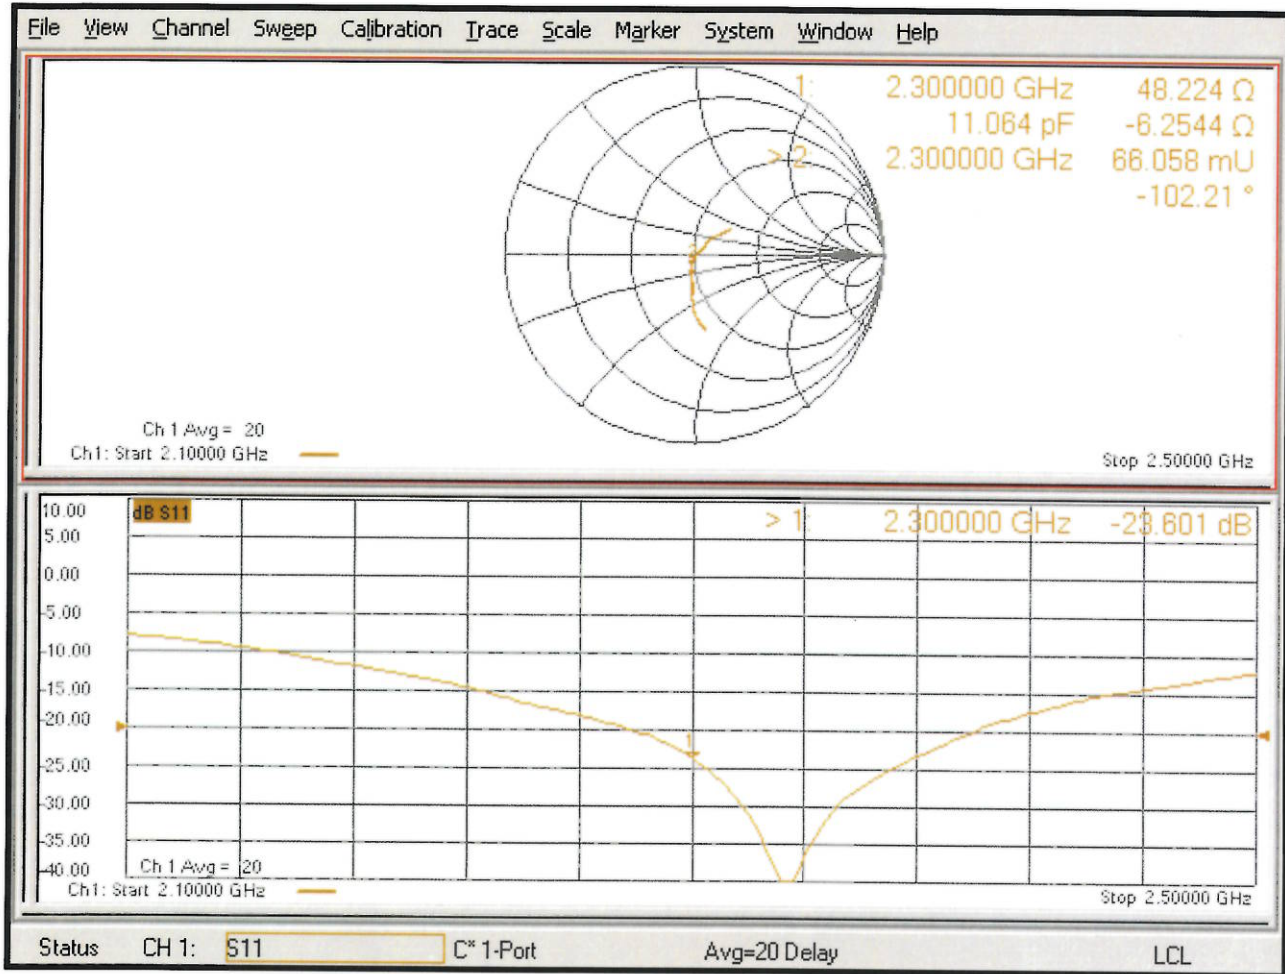 File View Channel Sweep Calibration Trace Scale Marker System Window Help
1: 2.300000 GHz 48.224 Ω
11.064 pF -6.2544 Ω
> 2: 2.300000 GHz 66.058 mU
-102.21 °
Ch 1 Avg = 20
Ch1: Start 2.10000 GHz
Stop 2.50000 GHz
10.00
dB S11
> 1: 2.300000 GHz -23.601 dB
5.00
0.00
-5.00
-10.00
-15.00
-20.00
1
-25.00
-30.00
-35.00
-40.00
Ch 1 Avg = 20
Ch1: Start 2.10000 GHz
Stop 2.50000 GHz
Status CH 1: S11 C* 1-Port Avg=20 Delay LCL